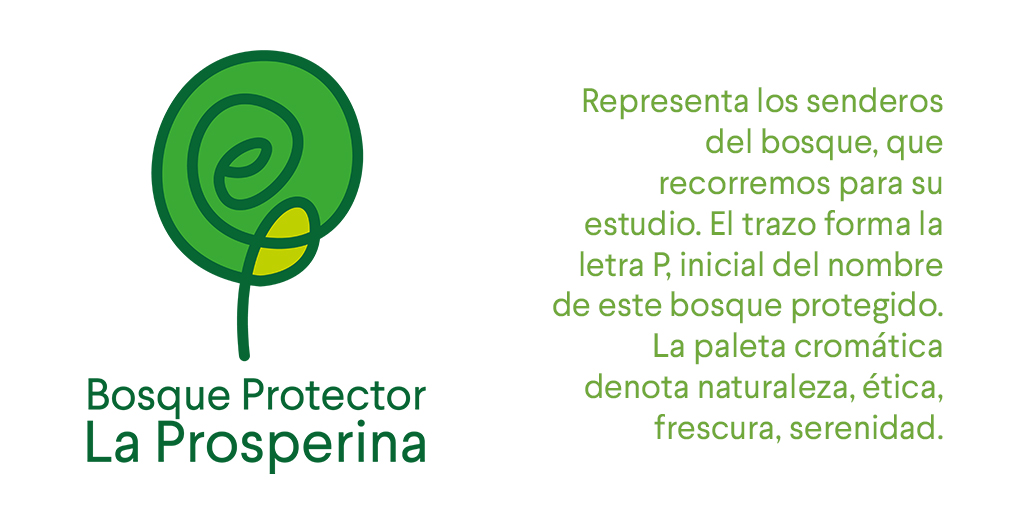 Bosque Protector
La Prosperina
Representa los senderos
del bosque, que
recorremos para su
estudio. El trazo forma la
letra P, inicial del nombre
de este bosque protegido.
La paleta cromática
denota naturaleza, ética,
frescura, serenidad.